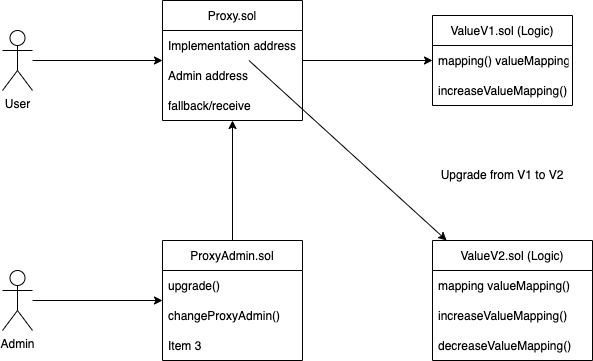 Proxy.sol
Implementation address
Admin address
fallback/receive
ValueV1.sol (Logic)
mapping() valueMapping
increaseValueMapping()
User
Upgrade from V1 to V2
ProxyAdmin.sol
upgrade()
changeProxyAdmin()
Item 3
ValueV2.sol (Logic)
mapping valueMapping()
increaseValueMapping()
decreaseValueMapping()
Admin